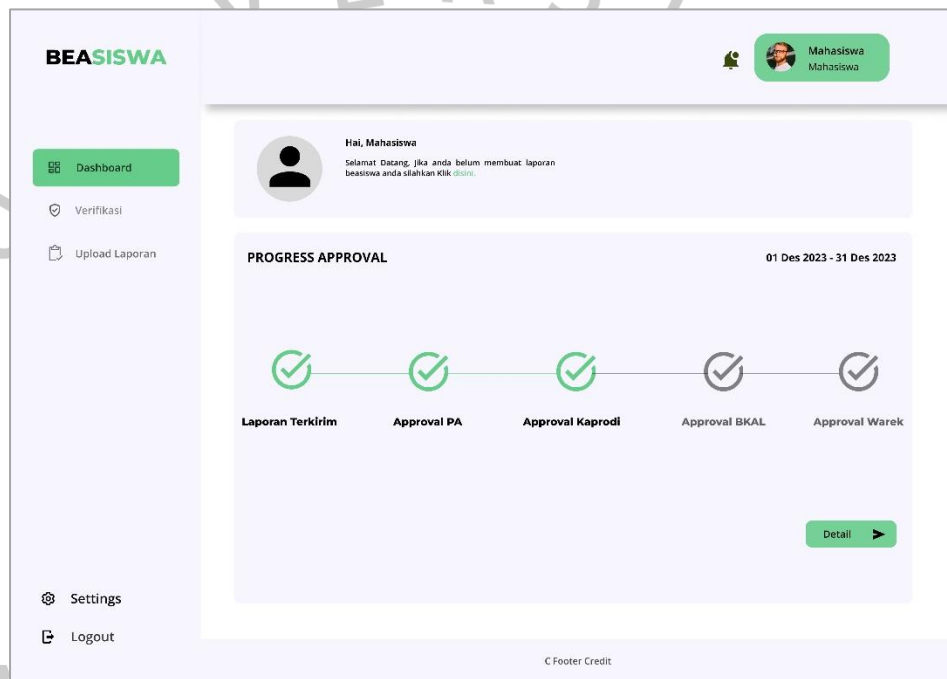 BEASISWA
Mahasiswa
Mahasiswa
Dashboard
Verifikasi
Upload Laporan
Settings
Logout
Hai, Mahasiswa
Selamat Datang, Jika anda belum membuat laporan
beasiswa anda silahkan Klik disini.
PROGRESS APPROVAL
01 Des 2023 - 31 Des 2023
Laporan Terkirim
Approval PA
Approval Kaprodi
Approval BKAL
Approval Warek
Detail
C Footer Credit